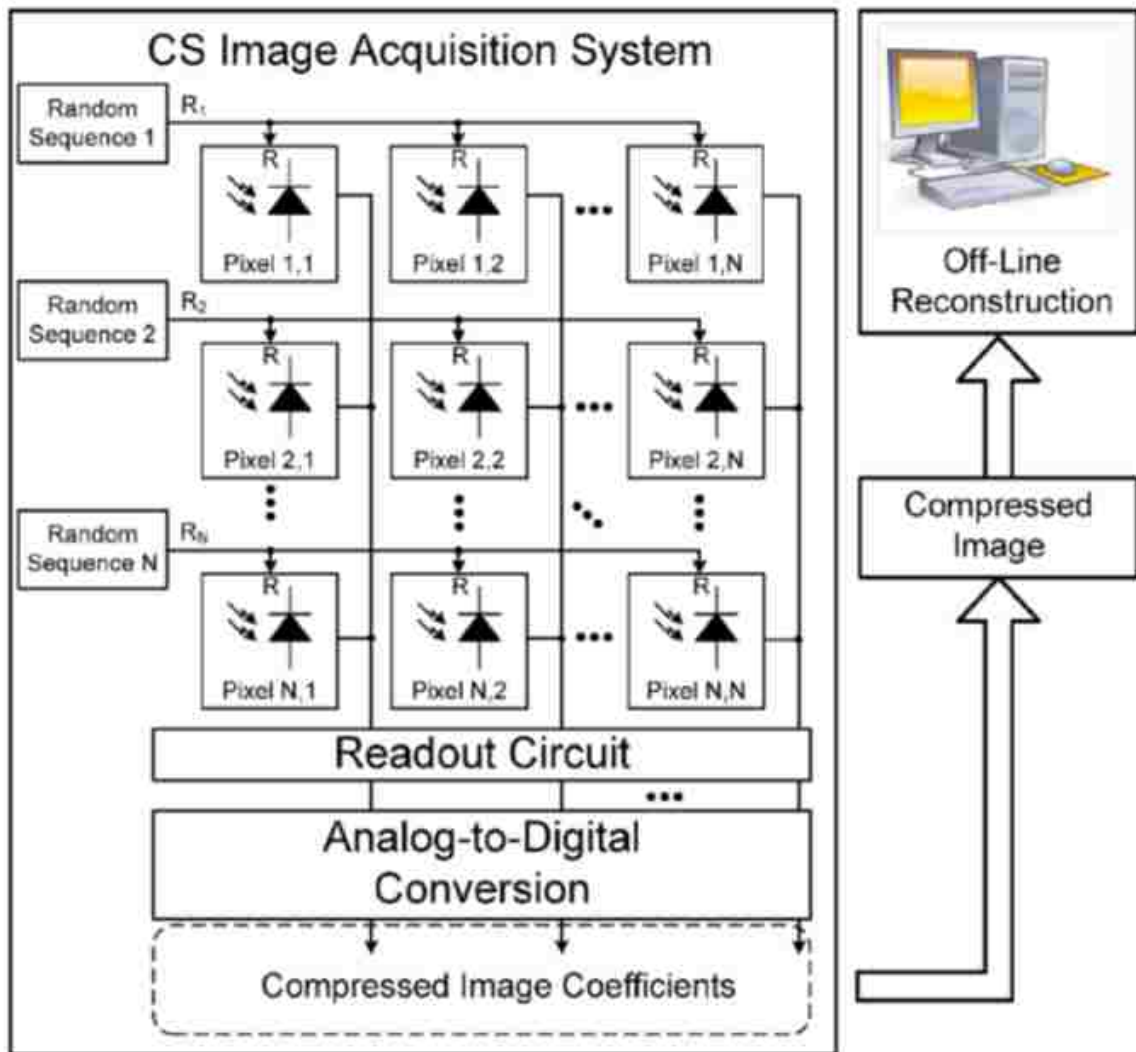 CS Image Acquisition System
Random
Sequence 1
R₁
R
R
R
Pixel 1,1
Pixel 1,2
Pixel 1,N
Random
Sequence 2
R₂
R
R
R
Pixel 2,1
Pixel 2,2
Pixel 2,N
Random
Sequence N
R_N
R
R
R
Pixel N,1
Pixel N,2
Pixel N,N
Readout Circuit
Analog-to-Digital
Conversion
Compressed Image Coefficients
Off-Line
Reconstruction
Compressed
Image